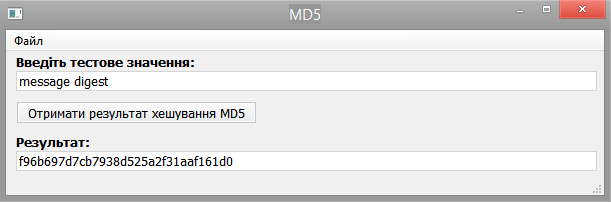 MD5
Файл
Введіть тестове значення:
message digest
Отримати результат хешування MD5
Результат:
f96b697d7cb7938d525a2f31aaf161d0